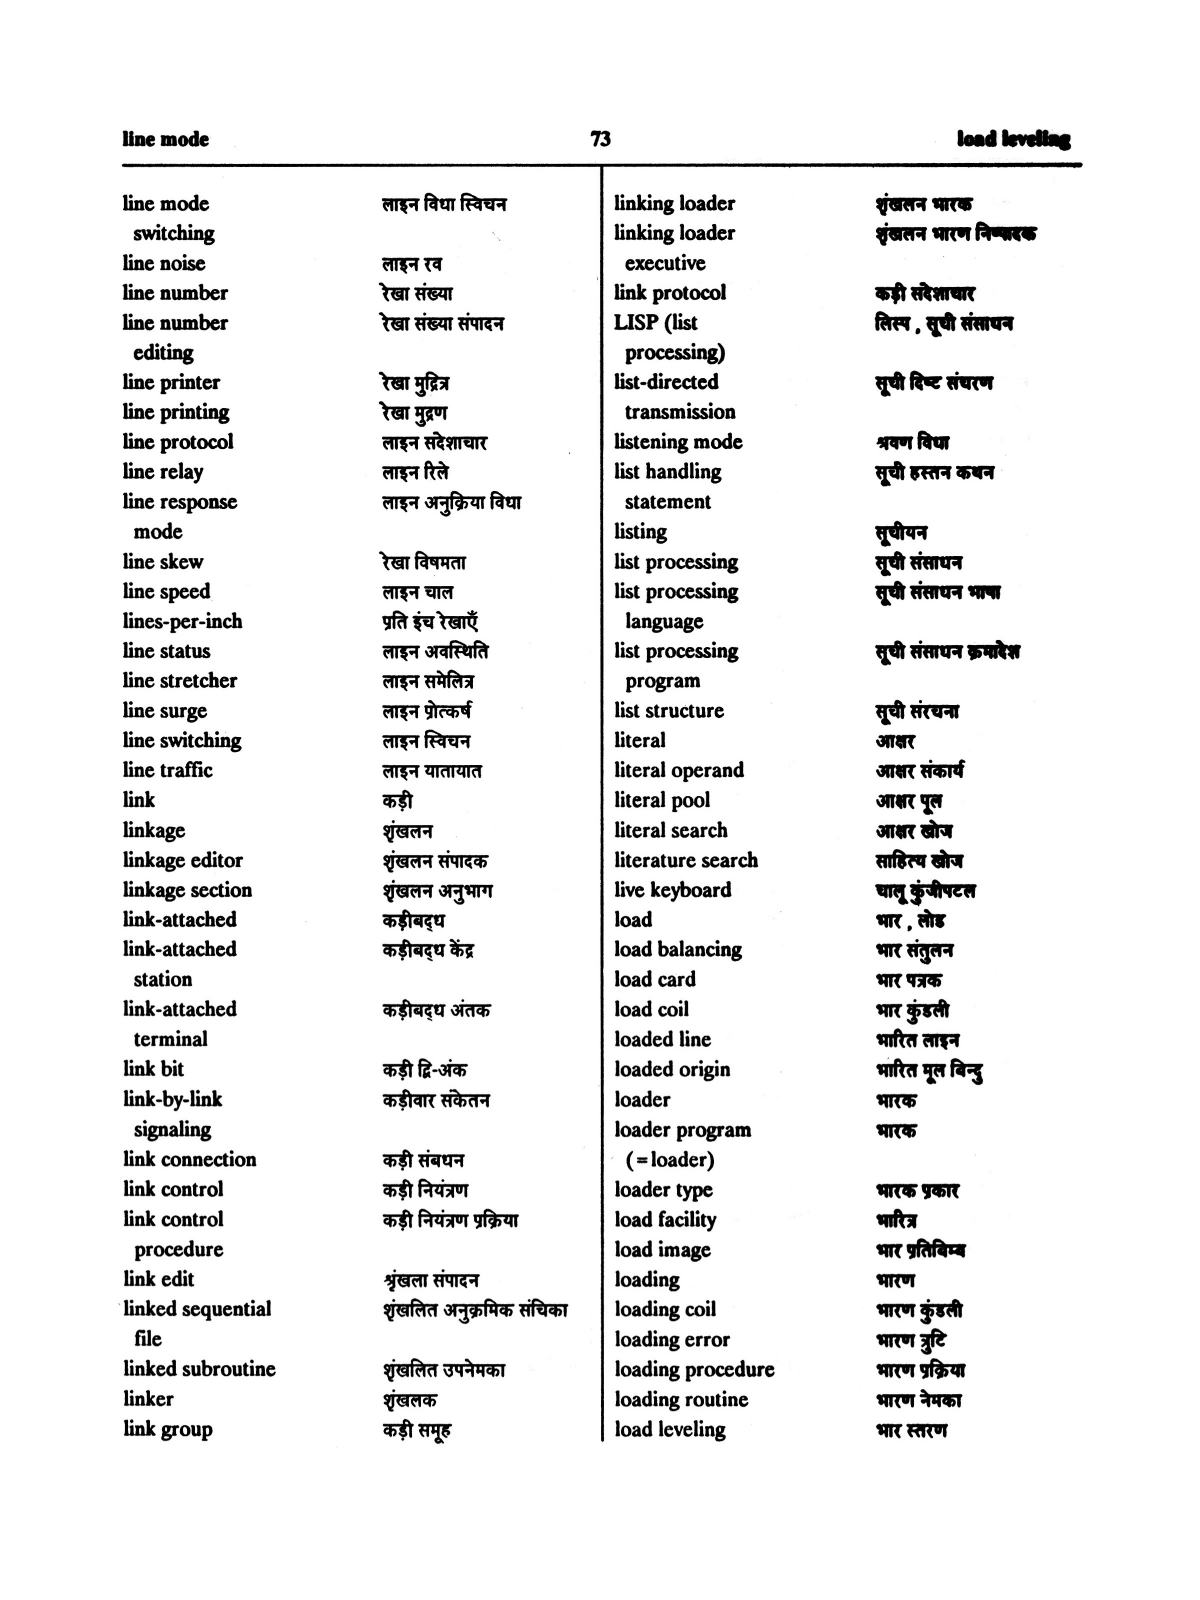 line mode 73 load leveling
line mode लाइन विधा स्विचन
switching
line noise लाइन रव
line number रेखा संख्या
line number रेखा संख्या संपादन
editing
line printer रेखा मुद्रित्र
line printing रेखा मुद्रण
line protocol लाइन संदेशाचार
line relay लाइन रिले
line response लाइन अनुक्रिया विधा
mode
line skew रेखा विषमता
line speed लाइन चाल
lines-per-inch प्रति इंच रेखाएँ
line status लाइन अवस्थिति
line stretcher लाइन समेलित्र
line surge लाइन प्रोत्कर्ष
line switching लाइन स्विचन
line traffic लाइन यातायात
link कड़ी
linkage शृंखलन
linkage editor शृंखलन संपादक
linkage section शृंखलन अनुभाग
link-attached कड़ीबद्ध
link-attached कड़ीबद्ध केंद्र
station
link-attached कड़ीबद्ध अंतक
terminal
link bit कड़ी द्वि-अंक
link-by-link कड़ीवार संकेतन
signaling
link connection कड़ी संबधन
link control कड़ी नियंत्रण
link control कड़ी नियंत्रण प्रक्रिया
procedure
link edit श्रृंखला संपादन
linked sequential शृंखलित अनुक्रमिक संचिका
file
linked subroutine शृंखलित उपनेमका
linker शृंखलक
link group कड़ी समूह
linking loader शृंखलन भारक
linking loader शृंखलन भारण निष्पादक
executive
link protocol कड़ी संदेशाचार
LISP (list लिस्प , सूची संसाधन
processing)
list-directed सूची दिष्ट संचरण
transmission
listening mode श्रवण विधा
list handling सूची हस्तन कथन
statement
listing सूचीयन
list processing सूची संसाधन
list processing सूची संसाधन भाषा
language
list processing सूची संसाधन क्रमादेश
program
list structure सूची संरचना
literal आक्षर
literal operand आक्षर संकार्य
literal pool आक्षर पूल
literal search आक्षर खोज
literature search साहित्य खोज
live keyboard चालू कुंजीपटल
load भार , लोड
load balancing भार संतुलन
load card भार पत्रक
load coil भार कुंडली
loaded line भारित लाइन
loaded origin भारित मूल बिन्दु
loader भारक
loader program भारक
(=loader)
loader type भारक प्रकार
load facility भारित्र
load image भार प्रतिबिम्ब
loading भारण
loading coil भारण कुंडली
loading error भारण त्रुटि
loading procedure भारण प्रक्रिया
loading routine भारण नेमका
load leveling भार स्तरण